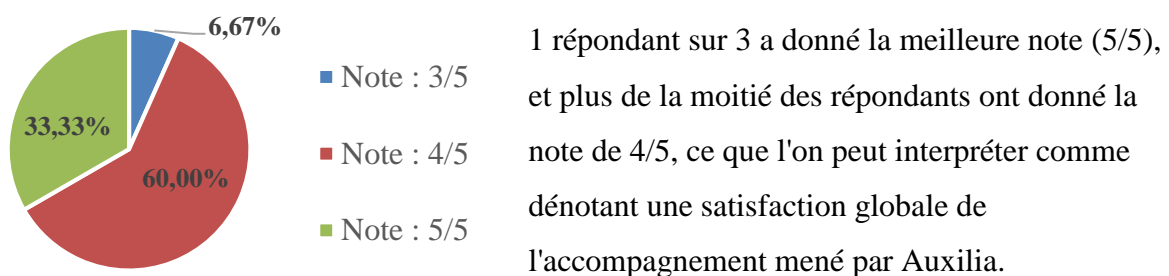 6,67%
33,33%
60,00%
Note : 3/5
Note : 4/5
Note : 5/5
1 répondant sur 3 a donné la meilleure note (5/5),
et plus de la moitié des répondants ont donné la
note de 4/5, ce que l'on peut interpréter comme
dénotant une satisfaction globale de
l'accompagnement mené par Auxilia.